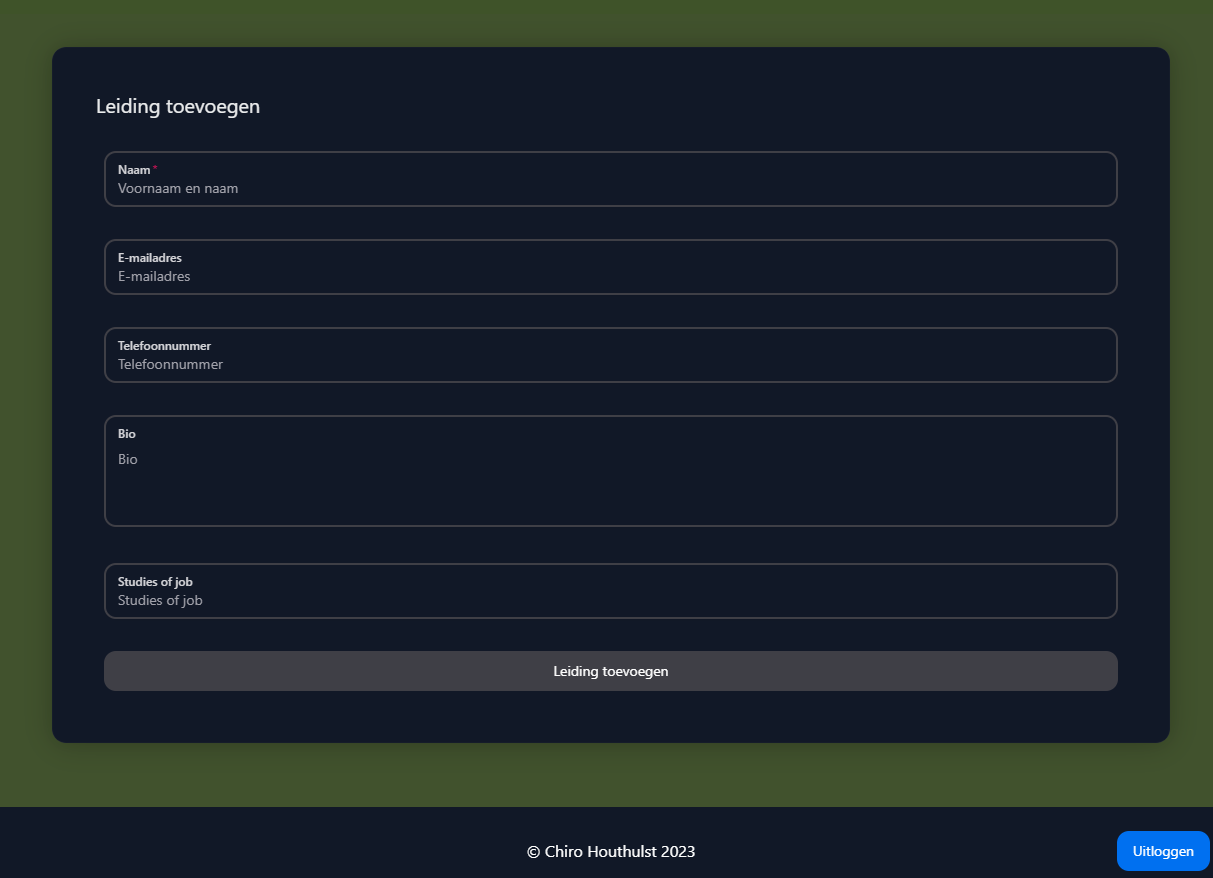 Leiding toevoegen
Naam*
Voornaam en naam
E-mailadres
E-mailadres
Telefoonnummer
Telefoonnummer
Bio
Bio
Studies of job
Studies of job
Leiding toevoegen
© Chiro Houthulst 2023
Uitloggen